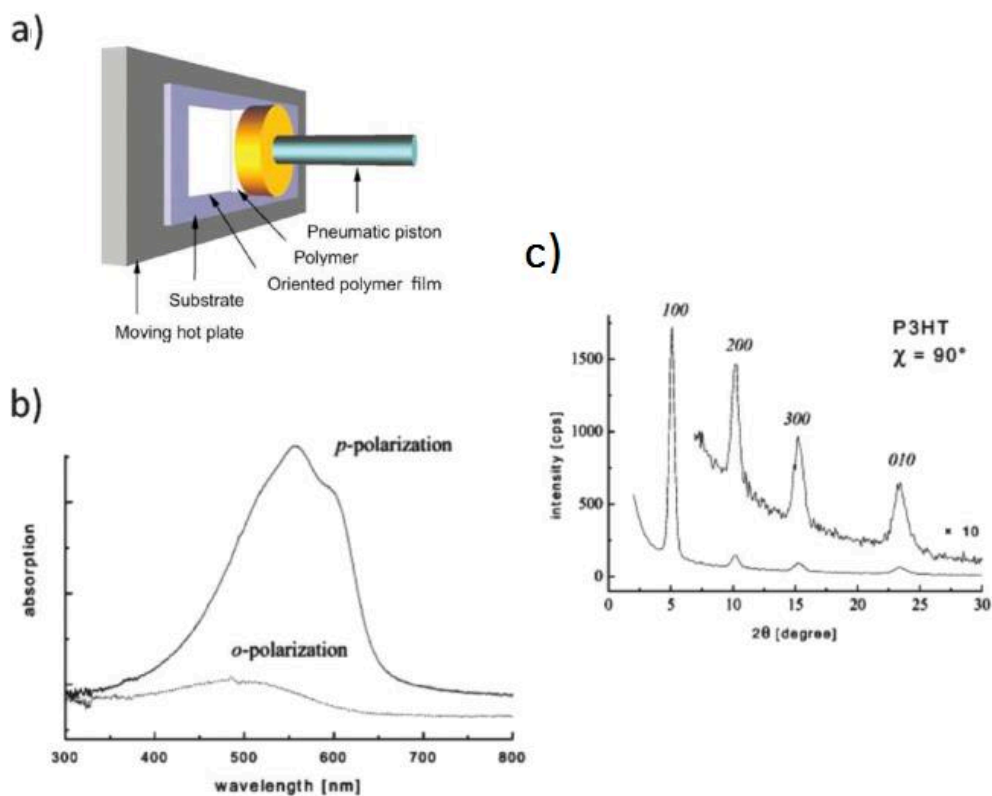 a)
Pneumatic piston
Polymer
Oriented polymer film
Substrate
Moving hot plate
b)
p-polarization
o-polarization
absorption
300 400 500 600 700 800
wavelength [nm]
c)
100
200
300
010
P3HT
χ = 90°
× 10
intensity [cps]
1500
1000
500
0
0 5 10 15 20 25 30
2θ [degree]